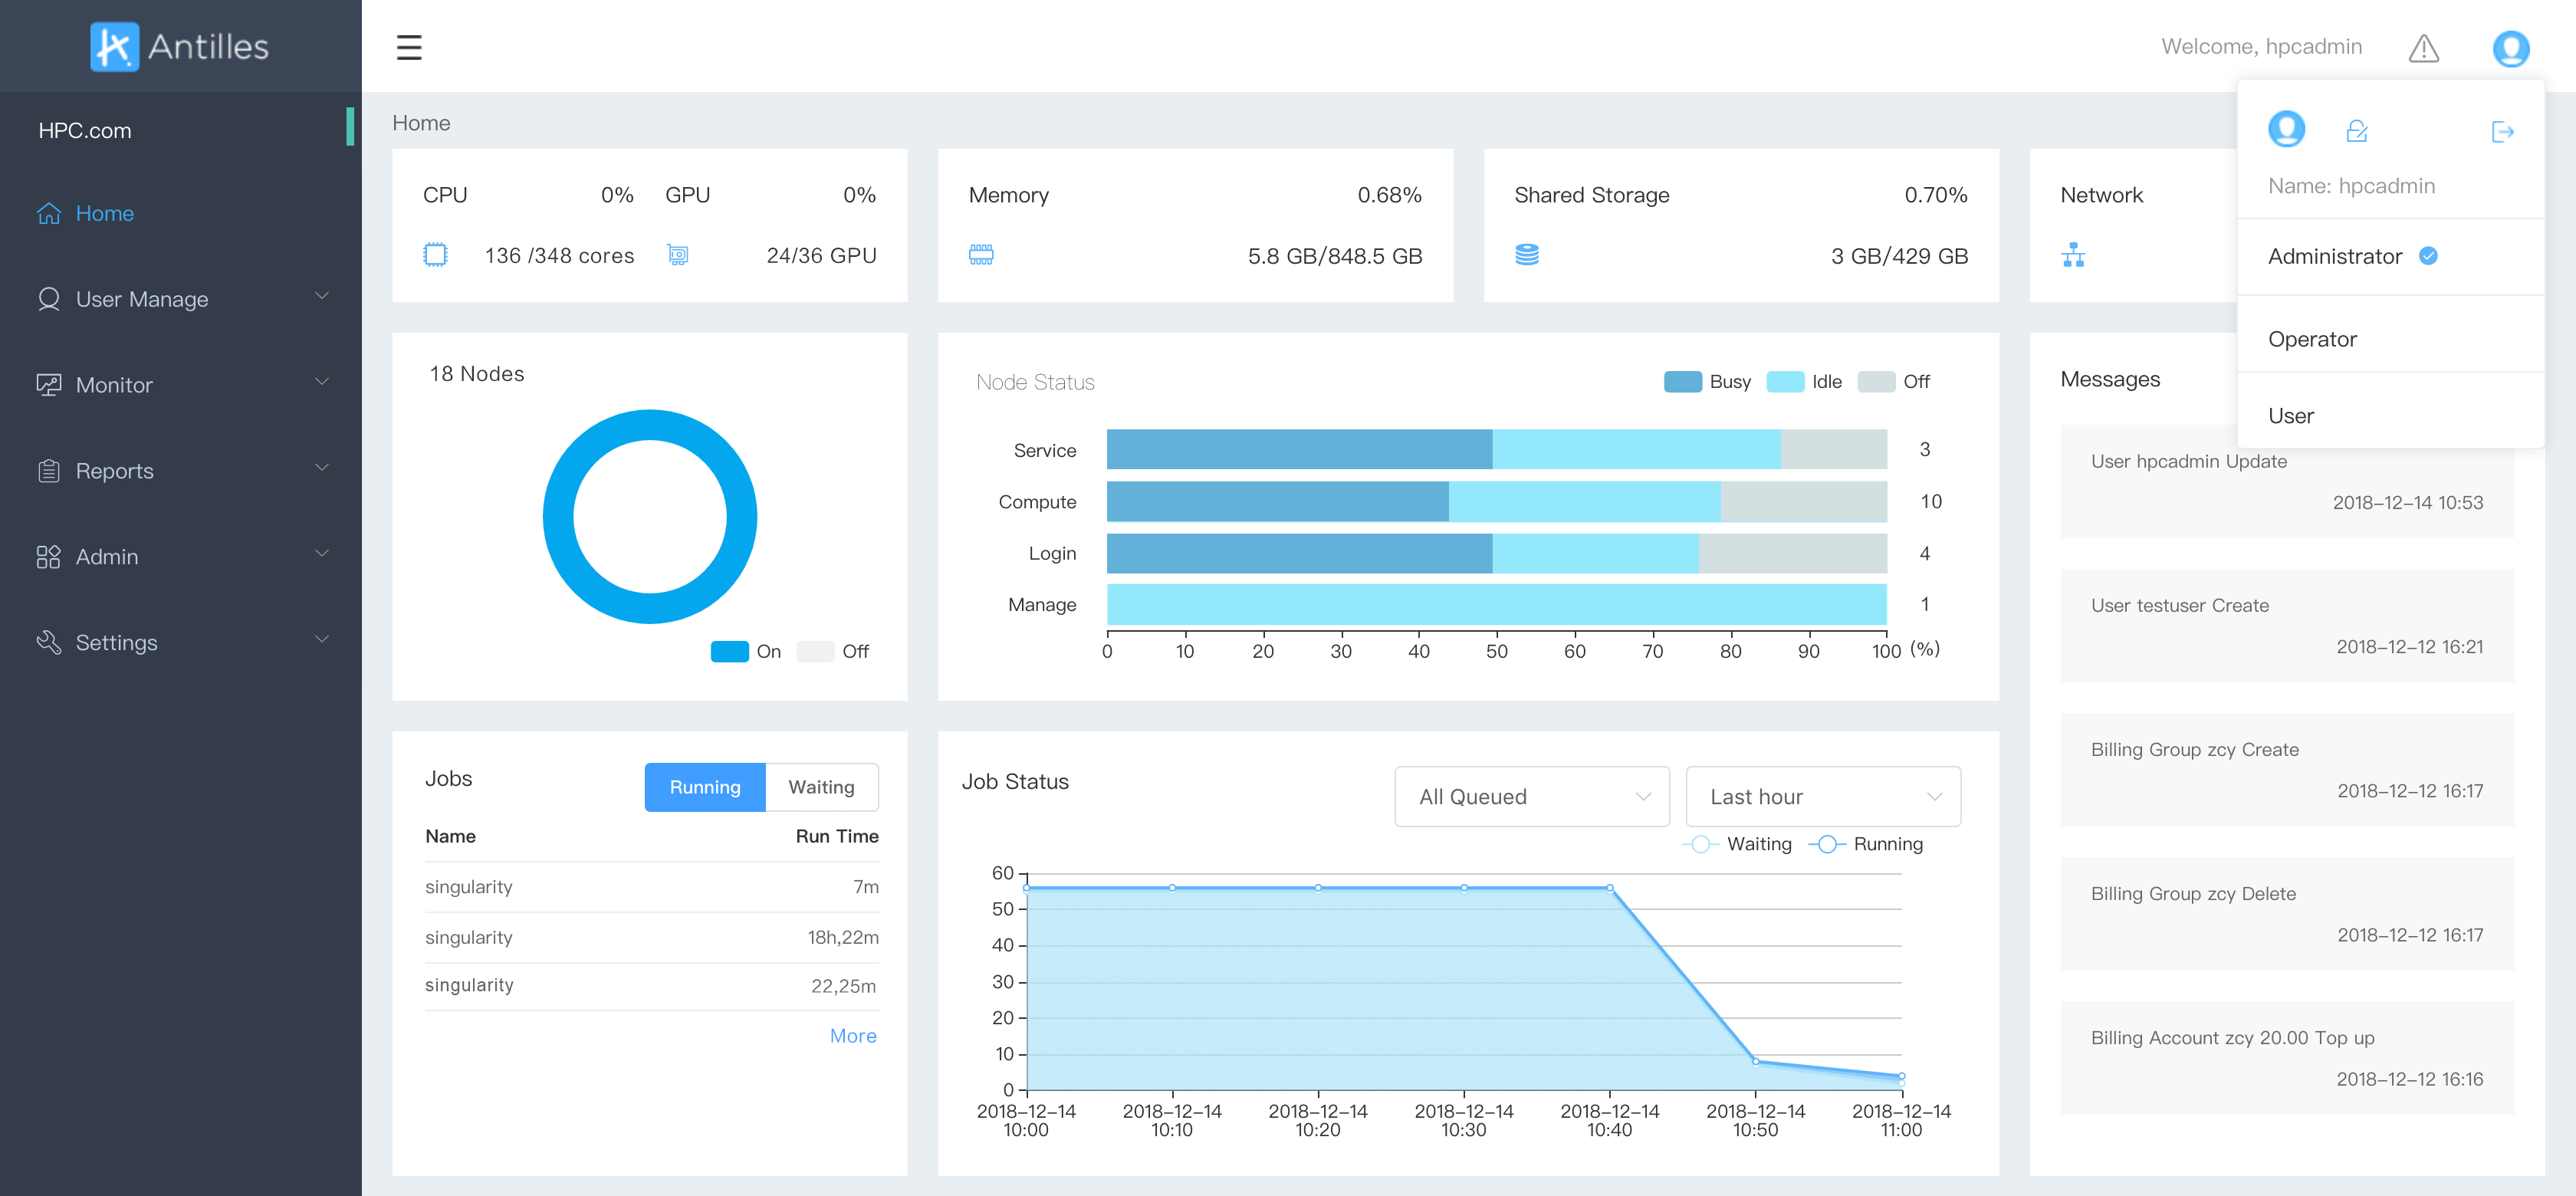 Antilles
Welcome, hpcadmin
HPC.com
Home
User Manage
Monitor
Reports
Admin
Settings
Home
CPU 0% GPU 0%
136 /348 cores 24/36 GPU
Memory 0.68%
5.8 GB/848.5 GB
Shared Storage 0.70%
3 GB/429 GB
Network
Name: hpcadmin
Administrator
Operator
User
18 Nodes
On Off
Node Status
Busy Idle Off
Service 3
Compute 10
Login 4
Manage 1
0 10 20 30 40 50 60 70 80 90 100 (%)
Messages
User hpcadmin Update
2018-12-14 10:53
User testuser Create
2018-12-12 16:21
Billing Group zcy Create
2018-12-12 16:17
Billing Group zcy Delete
2018-12-12 16:17
Billing Account zcy 20.00 Top up
2018-12-12 16:16
Jobs
Running Waiting
Name Run Time
singularity 7m
singularity 18h,22m
singularity 22,25m
More
Job Status
All Queued Last hour
Waiting Running
60
50
40
30
20
10
0
2018-12-14 2018-12-14 2018-12-14 2018-12-14 2018-12-14 2018-12-14 2018-12-14
10:00 10:10 10:20 10:30 10:40 10:50 11:00